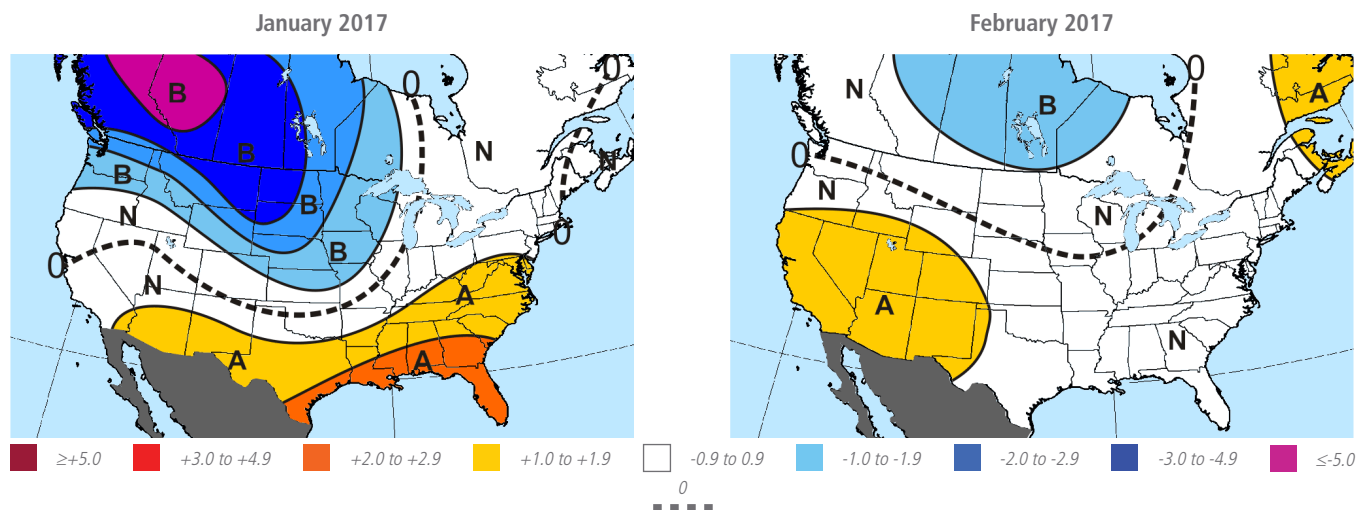 January 2017
February 2017
B
B
B
B
B
N
N
N
N
A
A
A
0
0
0
0
N
B
N
N
N
A
A
0
0
≥+5.0
+3.0 to +4.9
+2.0 to +2.9
+1.0 to +1.9
-0.9 to 0.9
-1.0 to -1.9
-2.0 to -2.9
-3.0 to -4.9
≤-5.0
0